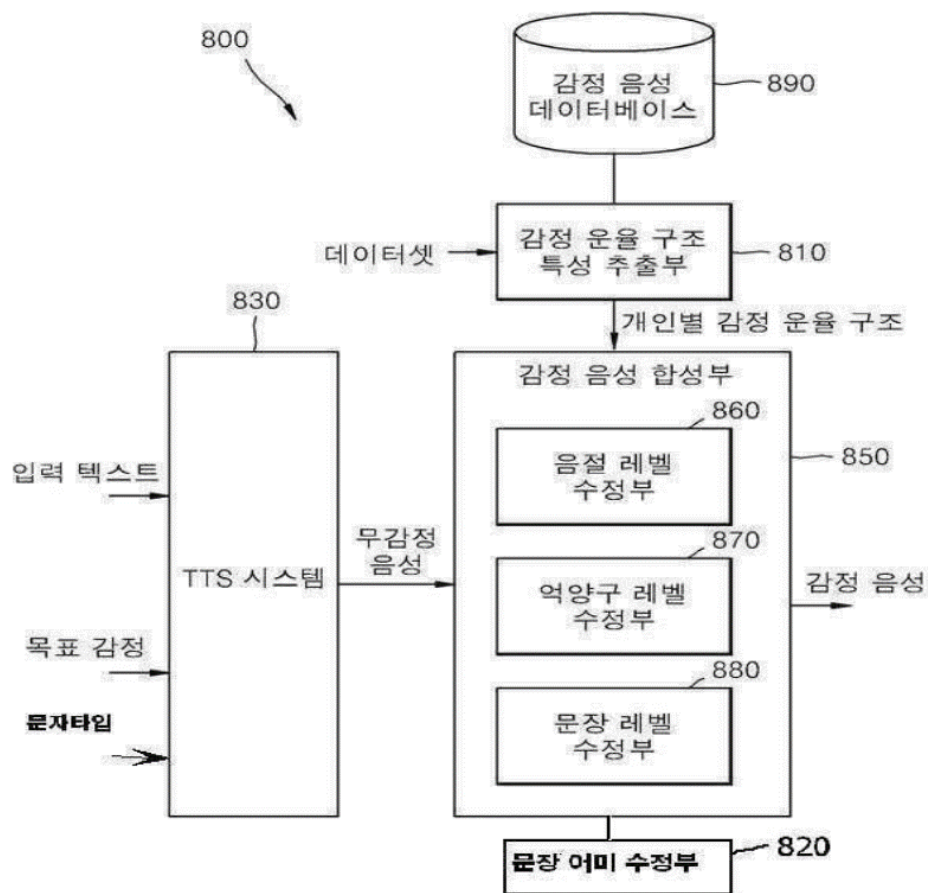 800
감정 음성
데이터베이스
890
데이터셋
감정 운율 구조
특성 추출부
810
830
개인별 감정 운율 구조
감정 음성 합성부
860
음절 레벨
수정부
850
입력 텍스트
TTS 시스템
무감정
음성
870
억양구 레벨
수정부
감정 음성
목표 감정
880
문장 레벨
수정부
문자타입
문장 어미 수정부
820